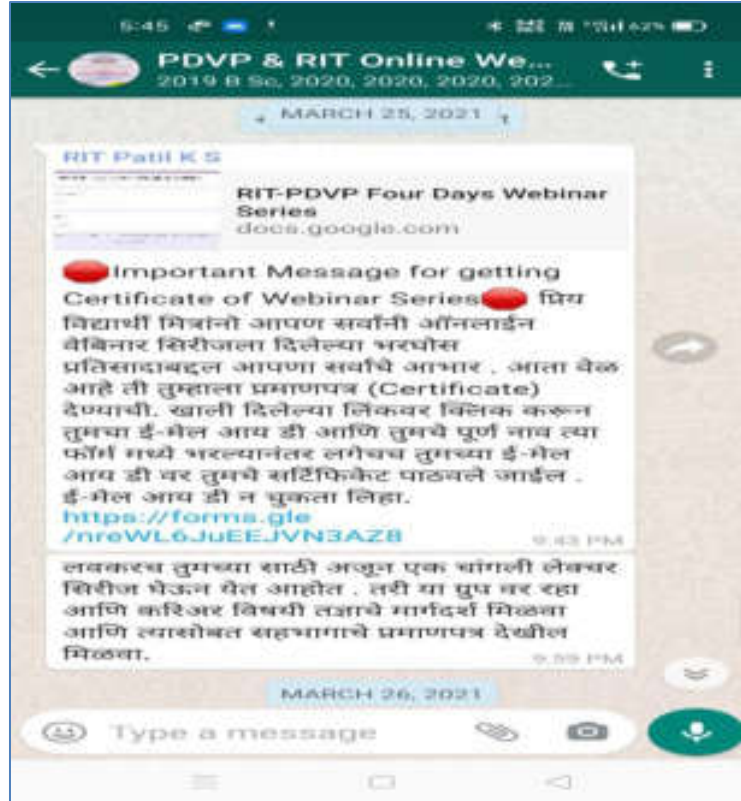 5:45
62%
PDVP & RIT Online We...
2019 B Sc, 2020, 2020, 2020, 202...
MARCH 25, 2021
RIT Patil K S
RIT-PDVP Four Days Webinar
Series
docs.google.com
Important Message for getting
Certificate of Webinar Series प्रिय
विद्यार्थी मित्रांनो आपण सर्वांनी ऑनलाईन
वेबिनार सिरीजला दिलेल्या भरघोस
प्रतिसादाबद्दल आपणा सर्वांचे आभार . आता वेळ
आहे ती तुम्हाला प्रमाणपत्र (Certificate)
देण्याची. खाली दिलेल्या लिंकवर क्लिक करून
तुमचा ई-मेल आय डी आणि तुमचे पूर्ण नाव त्या
फॉर्म मध्ये भरल्यानंतर लगेचच तुमच्या ई-मेल
आय डी वर तुमचे सर्टिफिकेट पाठवले जाईल .
ई-मेल आय डी न चुकता लिहा.
https://forms.gle
/nreWL6JuEEJVN3AZ8
9:43 PM
लवकरच तुमच्या साठी अजून एक चांगली लेक्चर
सिरीज घेऊन येत आहोत . तरी या ग्रुप वर रहा
आणि करिअर विषयी तज्ञाचे मार्गदर्श मिळवा
आणि त्यासोबत सहभागाचे प्रमाणपत्र देखील
मिळवा.
9:59 PM
MARCH 26, 2021
Type a message